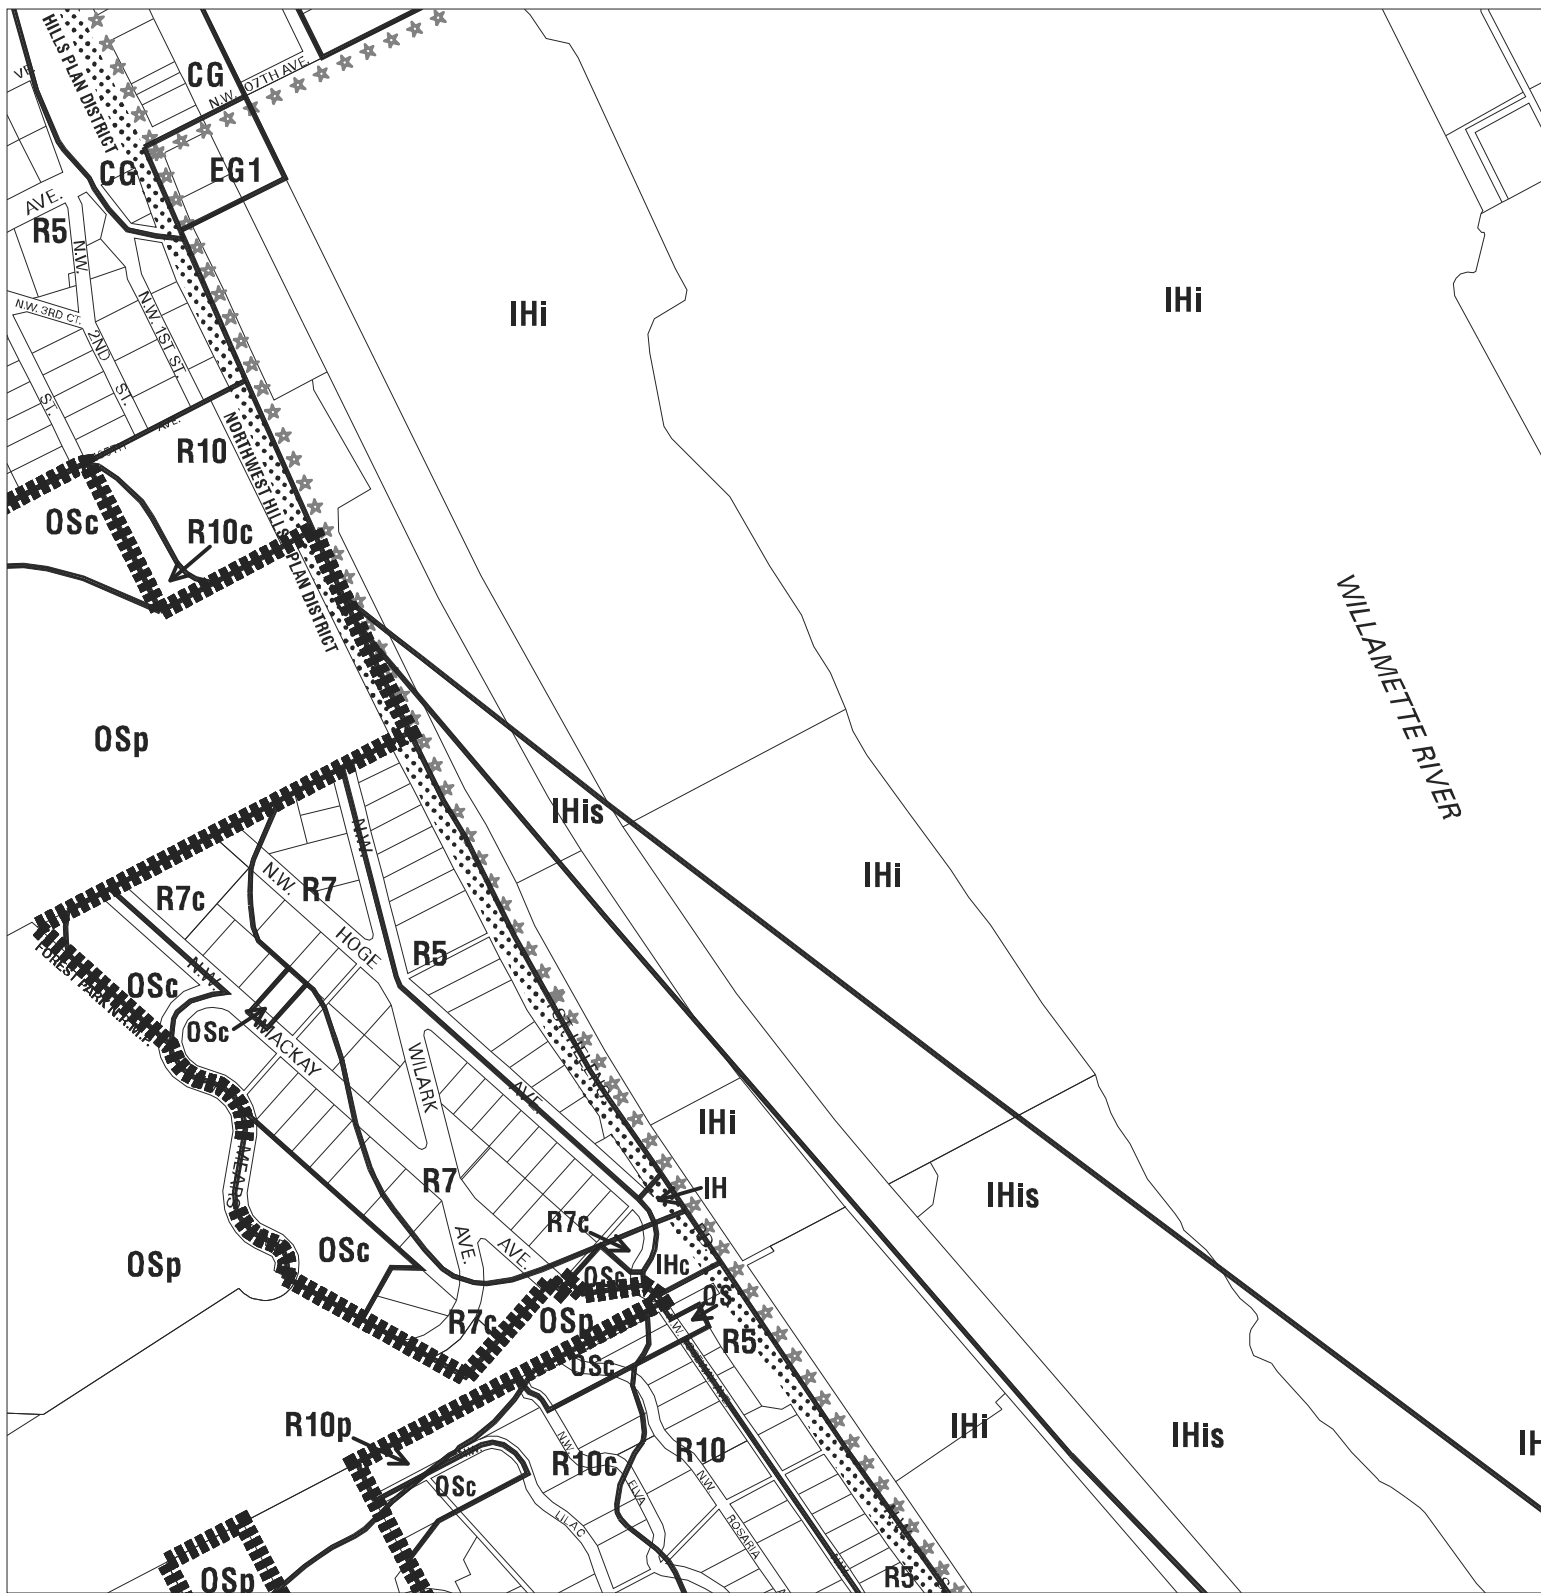 HILLS PLAN DISTRICT
CG
N.W. 107TH AVE.
CG
EG1
AVE.
R5
N.W.
N.W. 3RD CT.
2ND
ST.
N.W. 1ST ST.
ST.
AVE.
IHi
IHi
R10
NORTHWEST HILLS PLAN DISTRICT
OSc
R10c
WILLAMETTE RIVER
OSp
IHis
N.W.
IHi
R7c
N.W.
R7
HOGE
R5
FOREST PARK N.R.M.P.
OSc
N.W.
OSc
MACKAY
WILARK
AVE.
IHi
MEARS
R7
IH
IHis
R7c
RD.
AVE.
AVE.
OSc
IHc
OSp
OSc
OS
R7c
OSp
R5
OSc
R10p
N.W.
R10c
R10
IHi
IHis
IH
OSc
ELVA
N.W.
LILAC
ROSARIA
OSp
R5